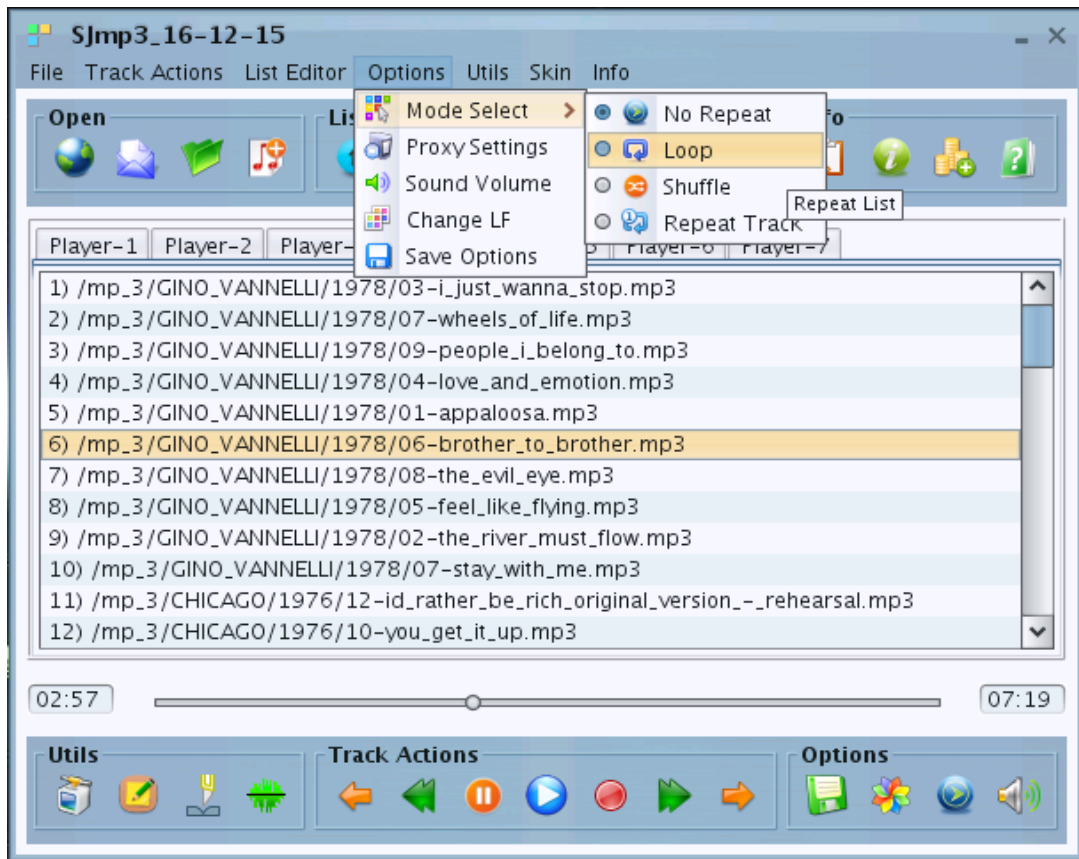 SJmp3_16-12-15
File Track Actions List Editor Options Utils Skin Info
Open
Mode Select
Proxy Settings
Sound Volume
Change LF
Save Options
No Repeat
Loop
Shuffle
Repeat Track
Repeat List
Player-1 Player-2 Player-6 Player-7
1) /mp_3/GINO_VANNELLI/1978/03-i_just_wanna_stop.mp3
2) /mp_3/GINO_VANNELLI/1978/07-wheels_of_life.mp3
3) /mp_3/GINO_VANNELLI/1978/09-people_i_belong_to.mp3
4) /mp_3/GINO_VANNELLI/1978/04-love_and_emotion.mp3
5) /mp_3/GINO_VANNELLI/1978/01-appaloosa.mp3
6) /mp_3/GINO_VANNELLI/1978/06-brother_to_brother.mp3
7) /mp_3/GINO_VANNELLI/1978/08-the_evil_eye.mp3
8) /mp_3/GINO_VANNELLI/1978/05-feel_like_flying.mp3
9) /mp_3/GINO_VANNELLI/1978/02-the_river_must_flow.mp3
10) /mp_3/GINO_VANNELLI/1978/07-stay_with_me.mp3
11) /mp_3/CHICAGO/1976/12-id_rather_be_rich_original_version_-_rehearsal.mp3
12) /mp_3/CHICAGO/1976/10-you_get_it_up.mp3
02:57 07:19
Utils Track Actions Options